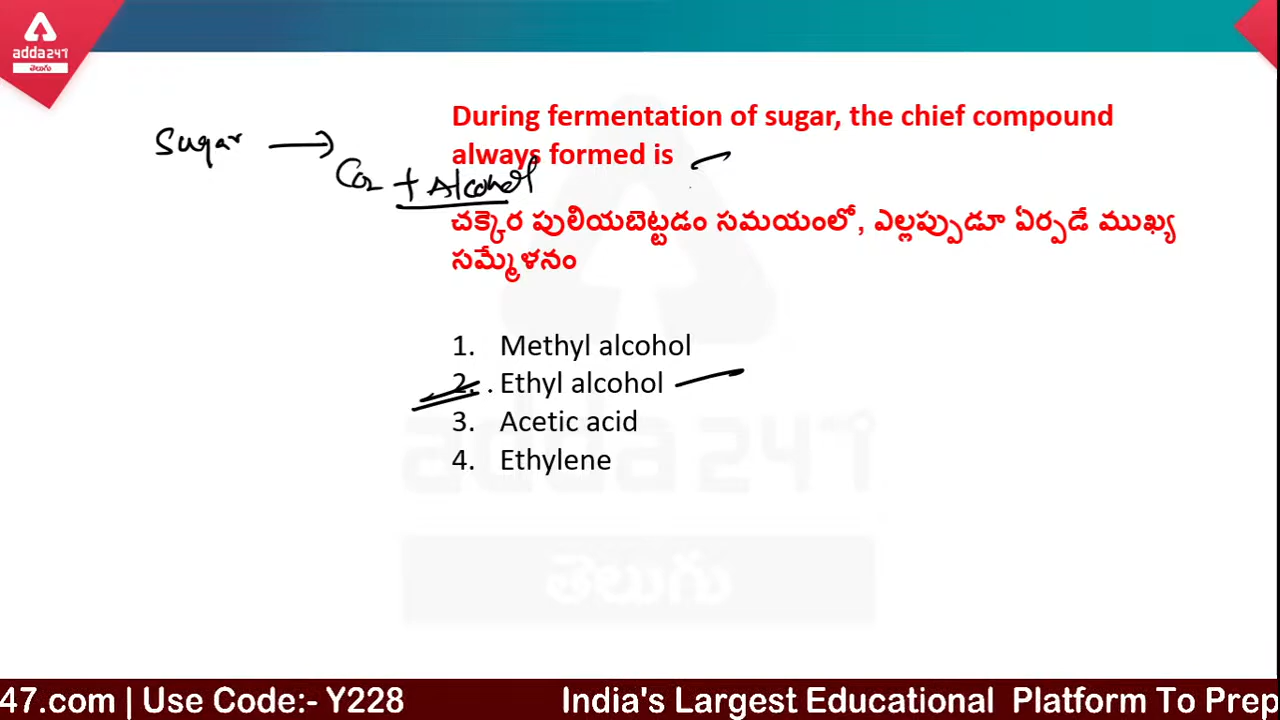 adda247
తెలుగు
During fermentation of sugar, the chief compound
always formed is
Sugar → CO2 + Alcohol
చక్కెర పులియబెట్టడం సమయంలో, ఎల్లప్పుడూ ఏర్పడే ముఖ్య
సమ్మేళనం
1. Methyl alcohol
2. Ethyl alcohol
3. Acetic acid
4. Ethylene
adda247
తెలుగు
47.com | Use Code:- Y228 India's Largest Educational Platform To Prep